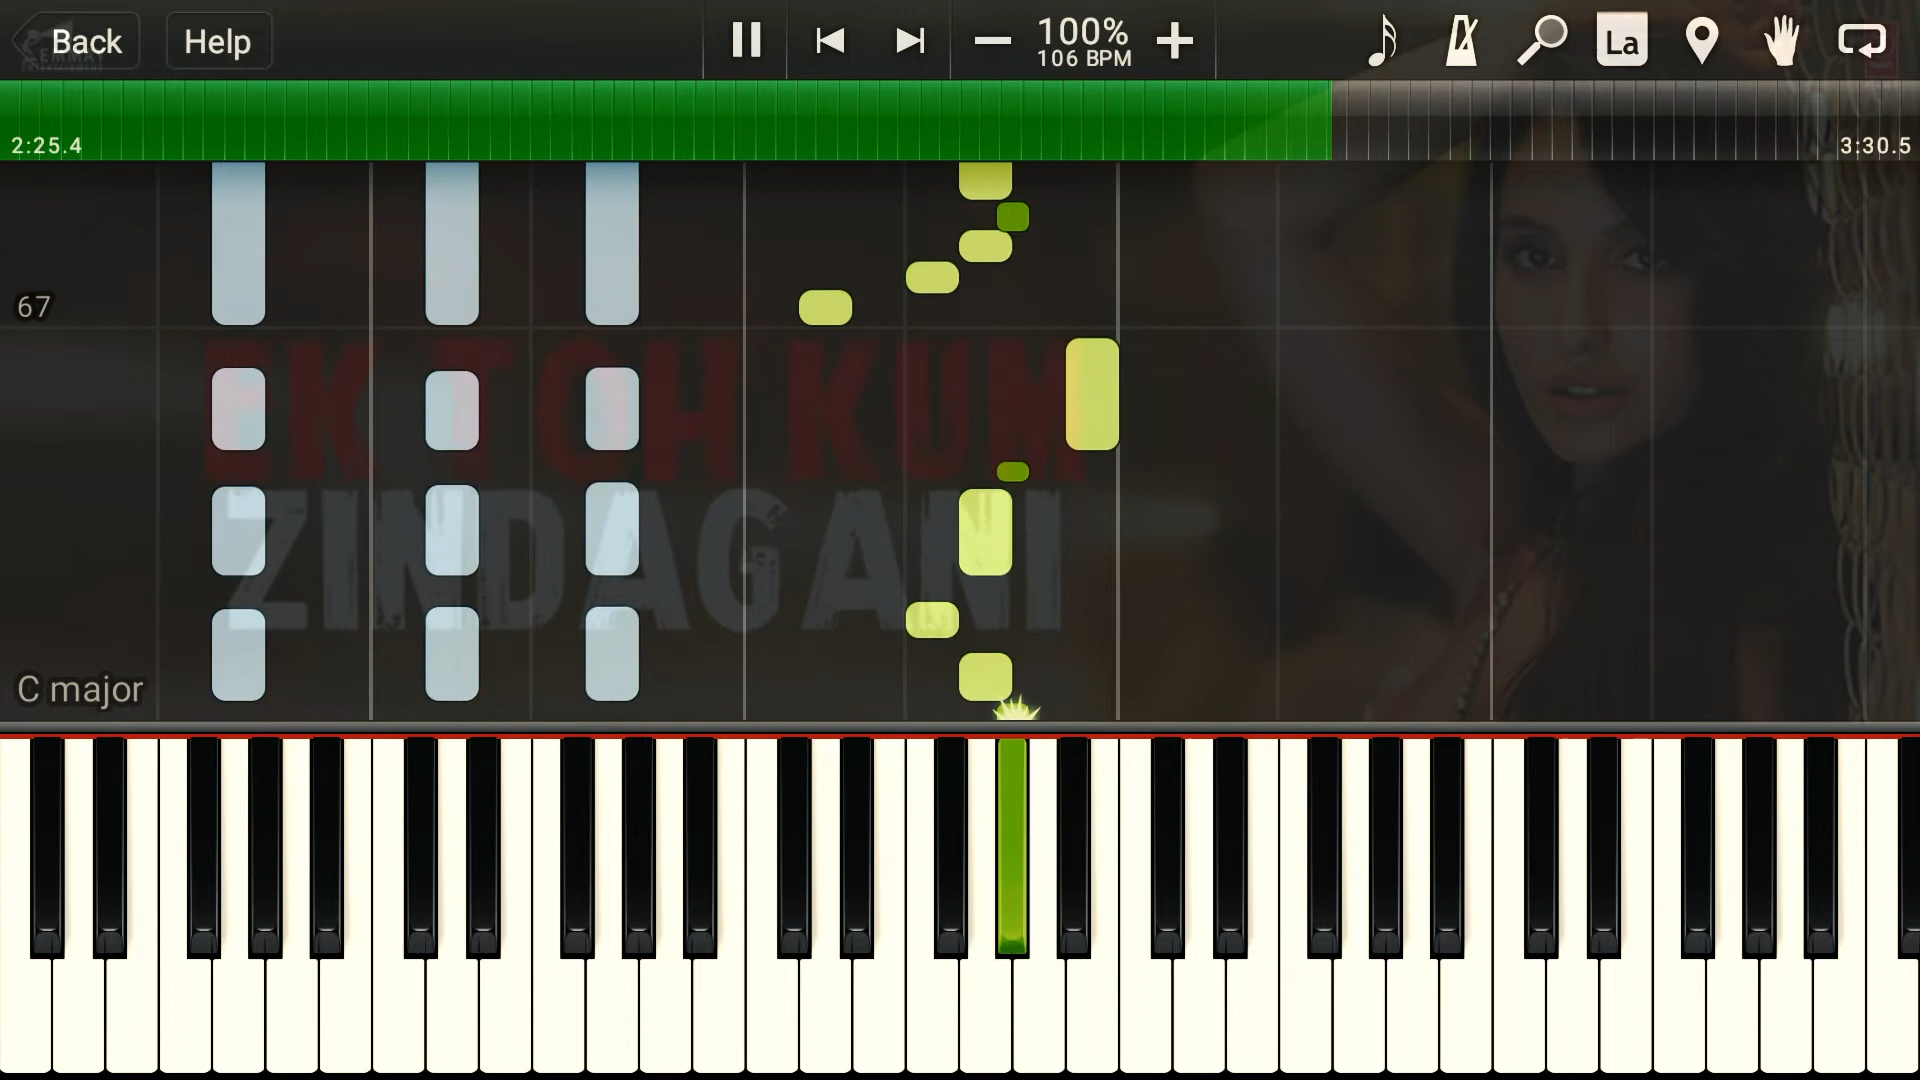 Back
Help
100%
106 BPM
La
2:25.4
3:30.5
67
EK TOH KUM
ZINDAGANI
C major